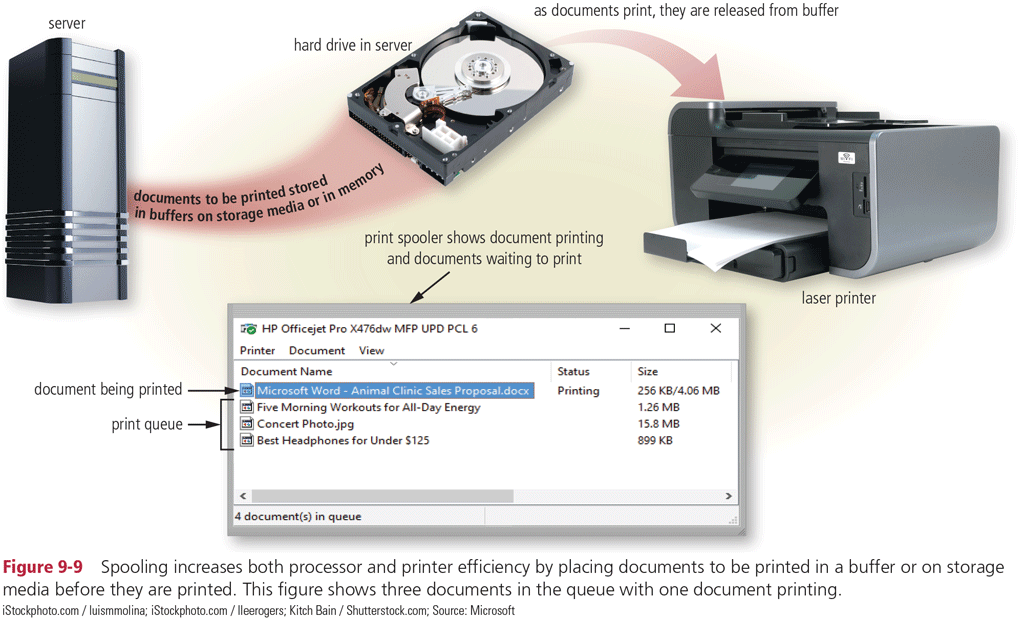 server
hard drive in server
as documents print, they are released from buffer
documents to be printed stored
in buffers on storage media or in memory
print spooler shows document printing
and documents waiting to print
laser printer
HP Officejet Pro X476dw MFP UPD PCL 6
Printer Document View
Document Name Status Size
document being printed
Microsoft Word - Animal Clinic Sales Proposal.docx Printing 256 KB/4.06 MB
print queue
Five Morning Workouts for All-Day Energy 1.26 MB
Concert Photo.jpg 15.8 MB
Best Headphones for Under $125 899 KB
4 document(s) in queue
Figure 9-9 Spooling increases both processor and printer efficiency by placing documents to be printed in a buffer or on storage
media before they are printed. This figure shows three documents in the queue with one document printing.
iStockphoto.com / luismmolina; iStockphoto.com / lleerogers; Kitch Bain / Shutterstock.com; Source: Microsoft